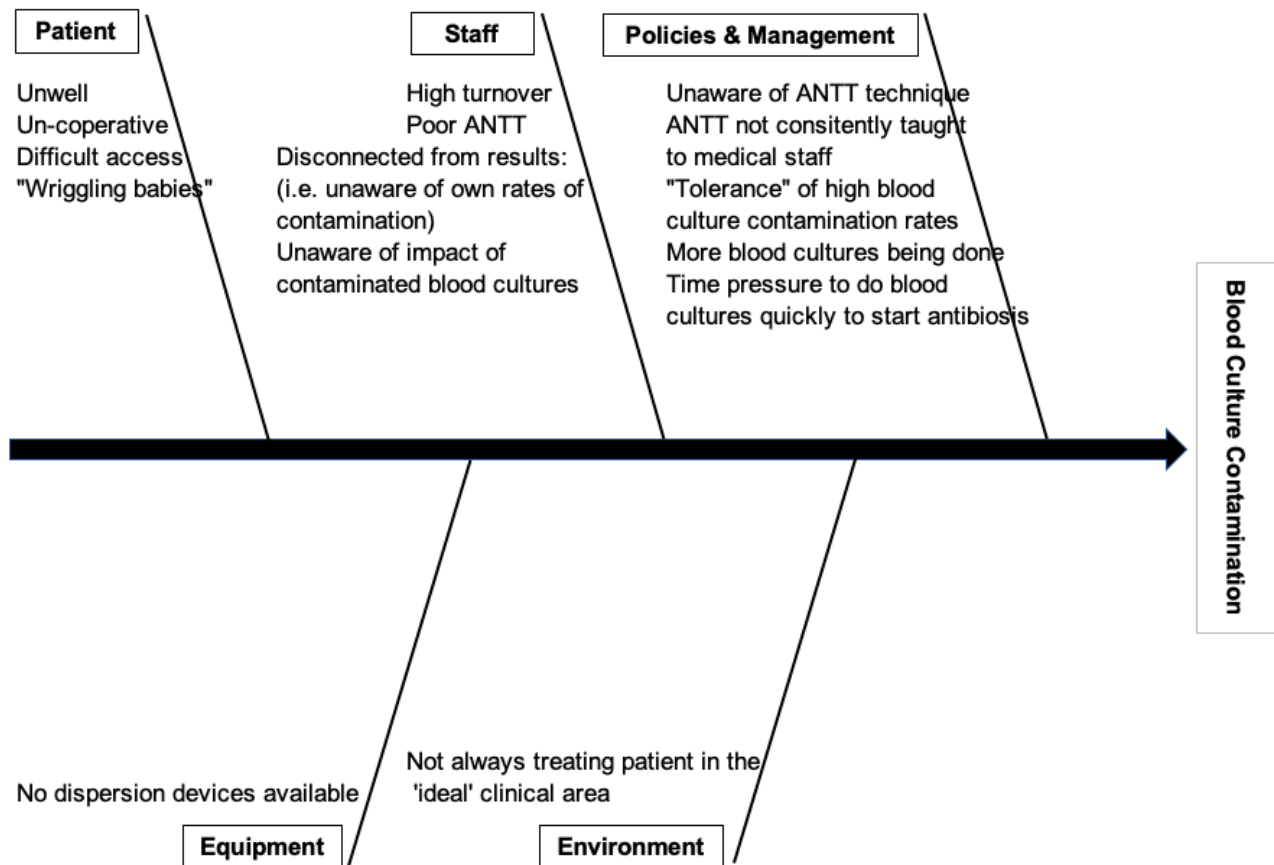 Patient
Unwell
Un-coperative
Difficult access
"Wriggling babies"
Staff
High turnover
Poor ANTT
Disconnected from results:
(i.e. unaware of own rates of
contamination)
Unaware of impact of
contaminated blood cultures
Policies & Management
Unaware of ANTT technique
ANTT not consitently taught
to medical staff
"Tolerance" of high blood
culture contamination rates
More blood cultures being done
Time pressure to do blood
cultures quickly to start antibiosis
Blood Culture Contamination
No dispersion devices available
Equipment
Not always treating patient in the
'ideal' clinical area
Environment